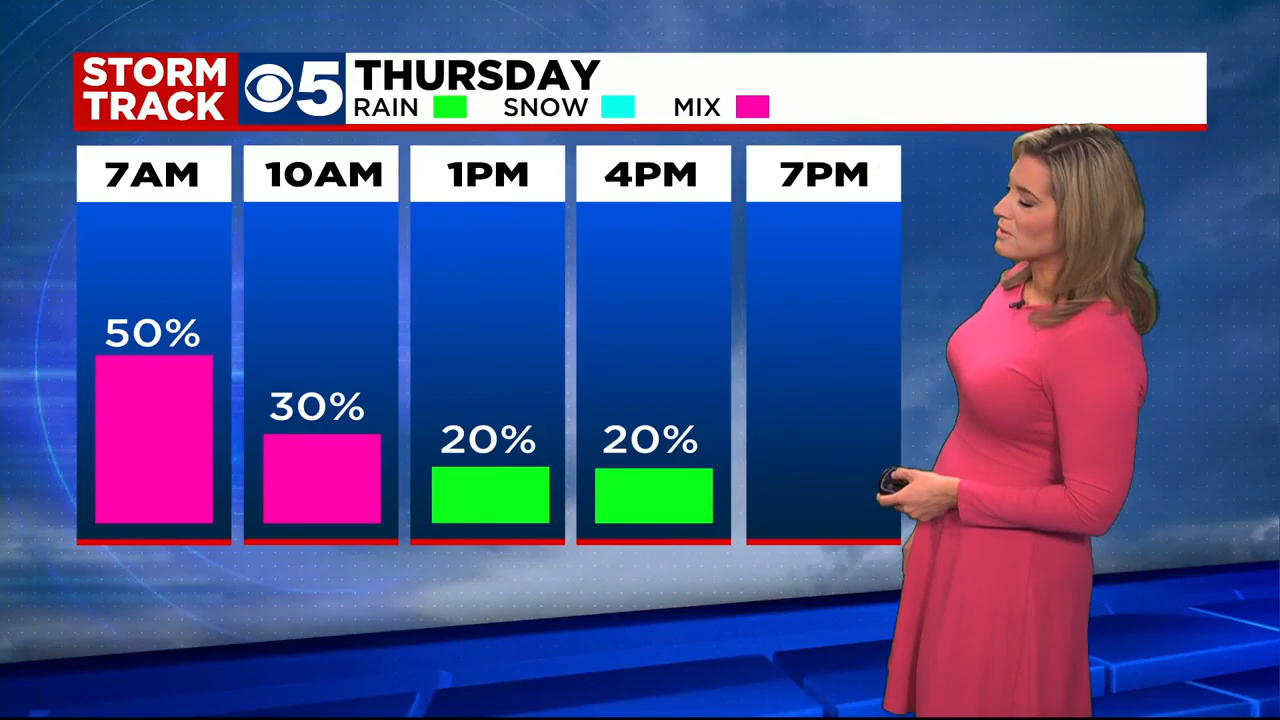 STORM TRACK
5
THURSDAY
RAIN SNOW MIX
7AM 10AM 1PM 4PM 7PM
50%
30%
20% 20%